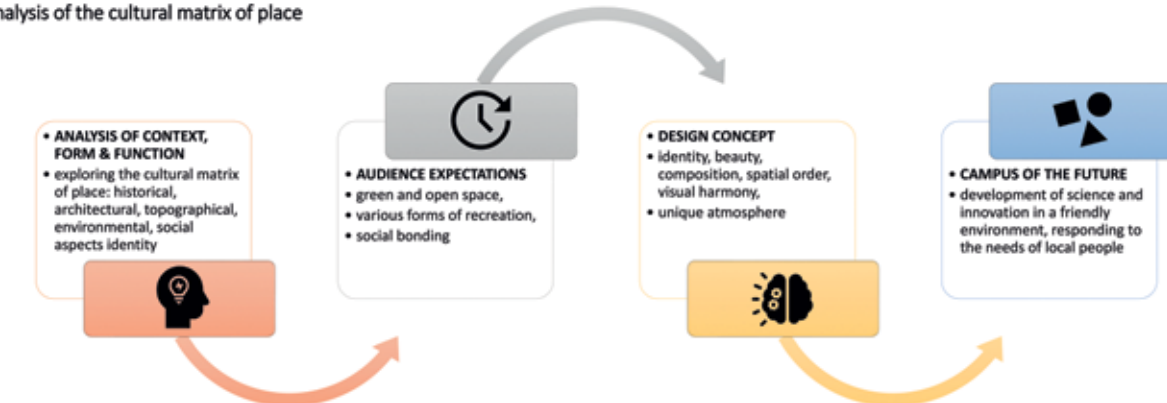 nalysis of the cultural matrix of place
• ANALYSIS OF CONTEXT,
FORM & FUNCTION
• exploring the cultural matrix
of place: historical,
architectural, topographical,
environmental, social
aspects identity
• AUDIENCE EXPECTATIONS
• green and open space,
• various forms of recreation,
• social bonding
• DESIGN CONCEPT
• identity, beauty,
composition, spatial order,
visual harmony,
• unique atmosphere
• CAMPUS OF THE FUTURE
• development of science and
innovation in a friendly
environment, responding to
the needs of local people